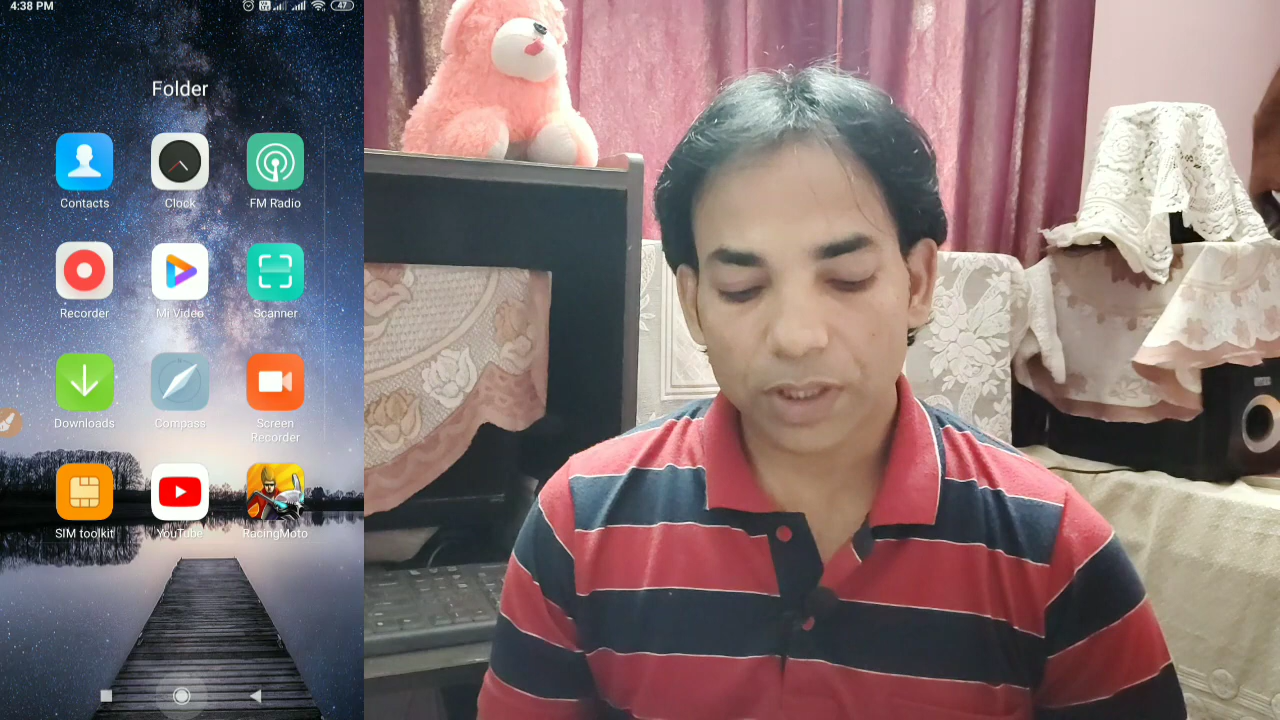 4:38 PM
47
Folder
Contacts
Clock
FM Radio
Recorder
Mi Video
Scanner
Downloads
Compass
Screen
Recorder
SIM toolkit
YouTube
RacingMoto